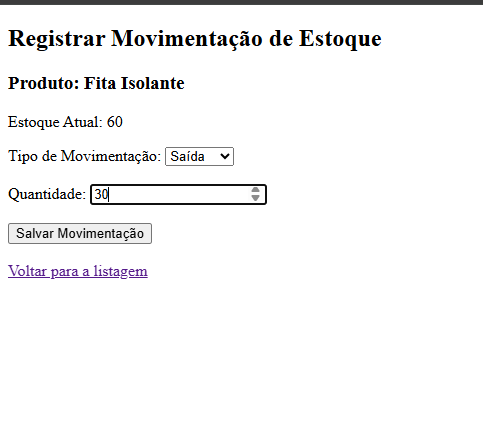 Registrar Movimentação de Estoque
Produto: Fita Isolante
Estoque Atual: 60
Tipo de Movimentação: Saída
Quantidade: 30
Salvar Movimentação
Voltar para a listagem